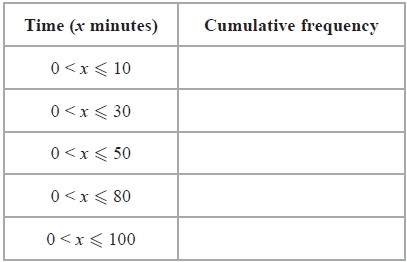 Time (x minutes) Cumulative frequency
0 < x ⩽ 10
0 < x ⩽ 30
0 < x ⩽ 50
0 < x ⩽ 80
0 < x ⩽ 100